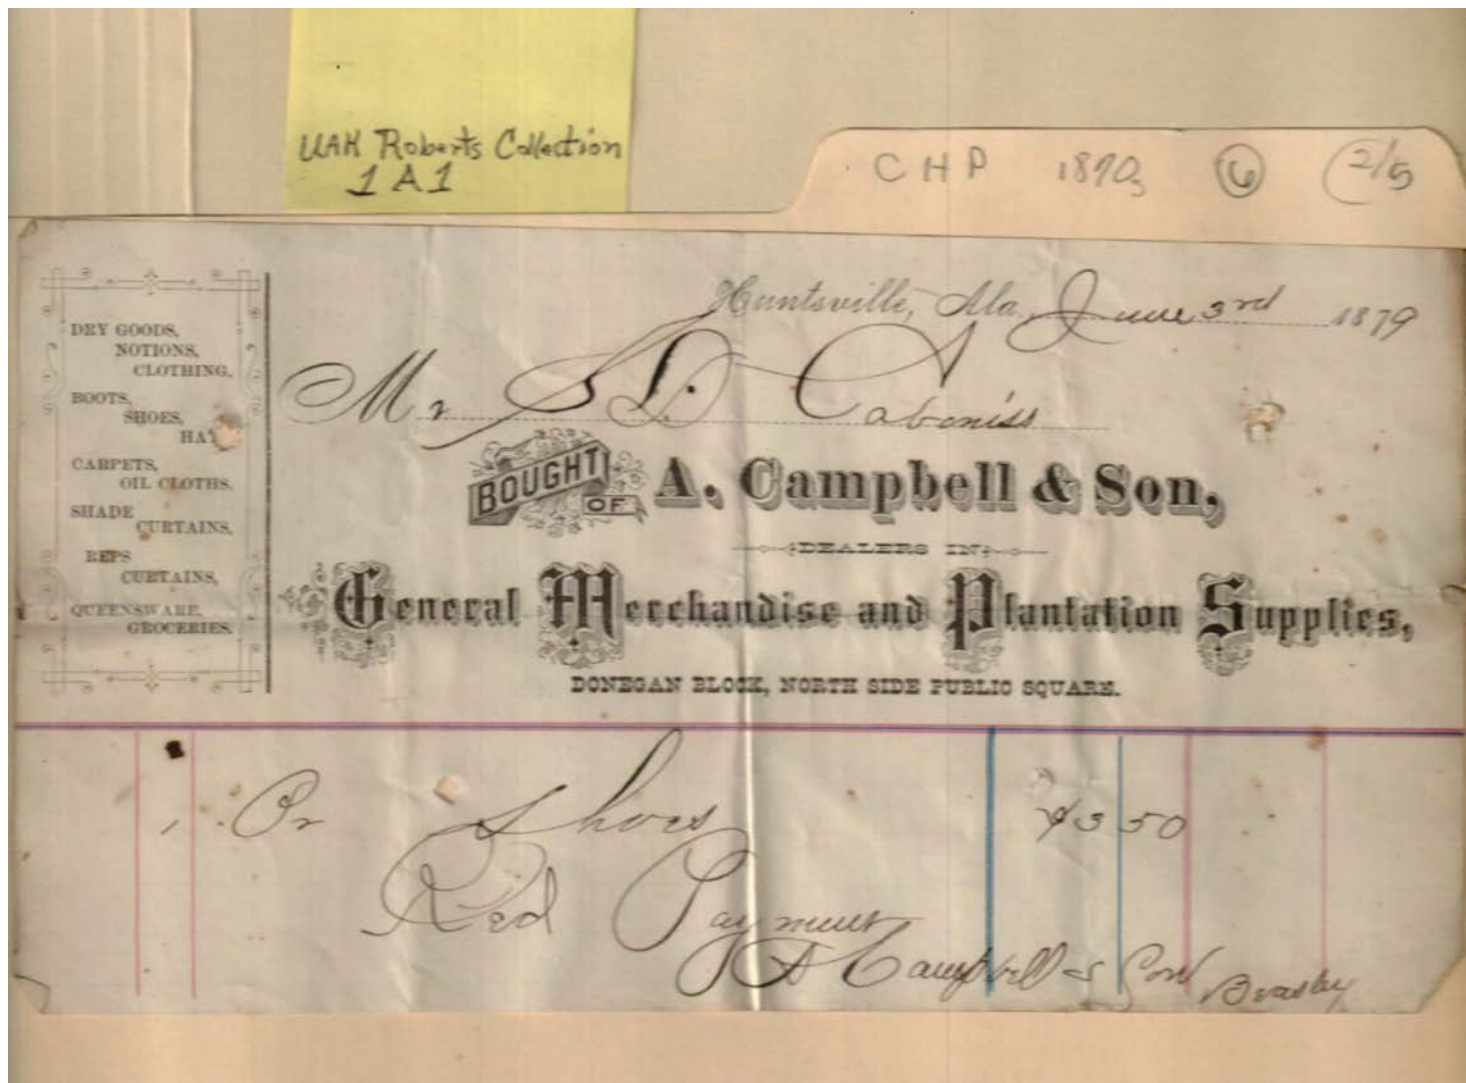 UAH Roberts Collection
1A1
CHP 1870s 6 2/5
DRY GOODS,
NOTIONS,
CLOTHING,
BOOTS,
SHOES,
HATS
CARPETS,
OIL CLOTHS.
SHADE
CURTAINS.
REPS
CURTAINS,
QUEENSWARE,
GROCERIES.
Huntsville, Ala. June 3rd 1879
Mr S D Cabaniss
BOUGHT OF A. Campbell & Son,
DEALERS IN
General Merchandise and Plantation Supplies,
DONEGAN BLOCK, NORTH SIDE PUBLIC SQUARE.
1 Pr Shoes $3 50
Recd Payment
A Campbell & Son